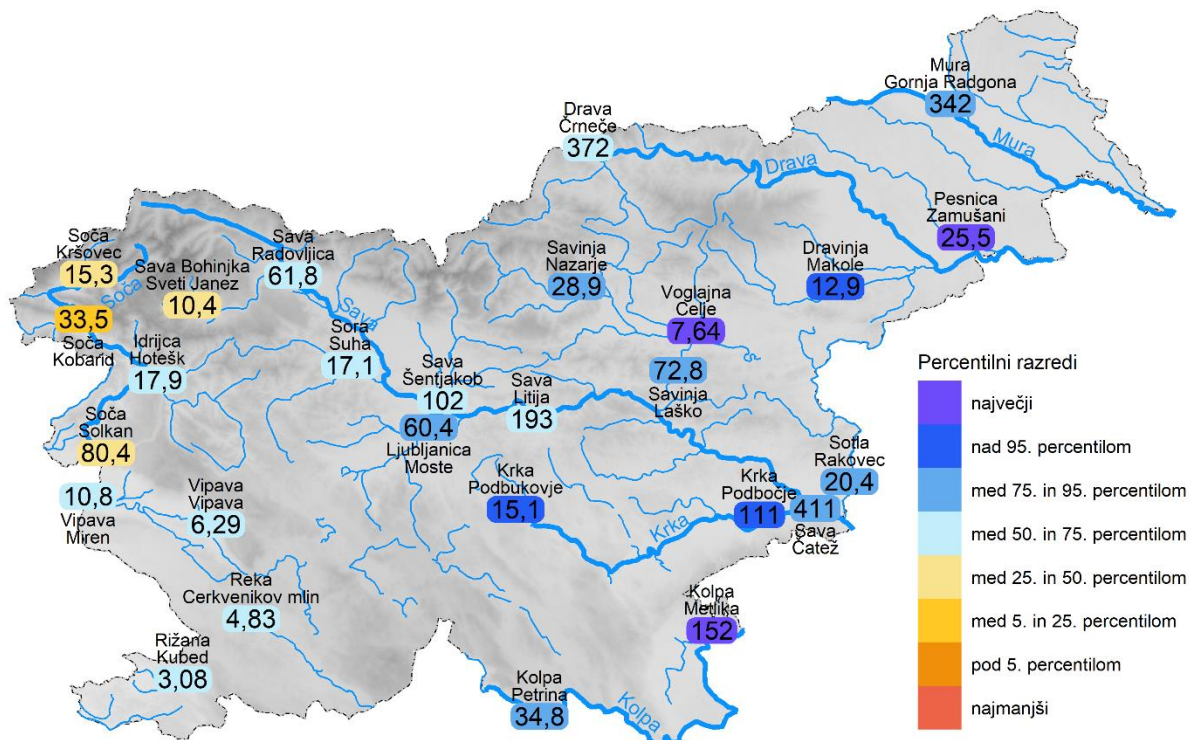 Mura
Gornja Radgona
342
Mura
Drava
Črneče
372
Drava
Pesnica
Zamušani
25,5
Soča
Kršovec
15,3
Sava Bohinjka
Sveti Janez
10,4
Sava
Radovljica
61,8
Savinja
Nazarje
28,9
Dravinja
Makole
12,9
Soča
33,5
Soča
Kobarid
Sava
Voglajna
Celje
7,64
Idrijca
Hotešk
17,9
Sora
Suha
17,1
Sava
Šentjakob
102
Sava
Litija
193
72,8
Savinja
Laško
Soča
Solkan
80,4
60,4
Ljubljanica
Moste
Sotla
Rakovec
20,4
10,8
Vipava
Miren
Vipava
Vipava
6,29
Krka
Podbukovje
15,1
Krka
Podbočje
111
411
Sava
Čatež
Krka
Reka
Cerkvenikov mlin
4,83
Kolpa
Metlika
152
Rižana
Kubed
3,08
Kolpa
Petrina
34,8
Kolpa
Percentilni razredi
največji
nad 95. percentilom
med 75. in 95. percentilom
med 50. in 75. percentilom
med 25. in 50. percentilom
med 5. in 25. percentilom
pod 5. percentilom
najmanjši